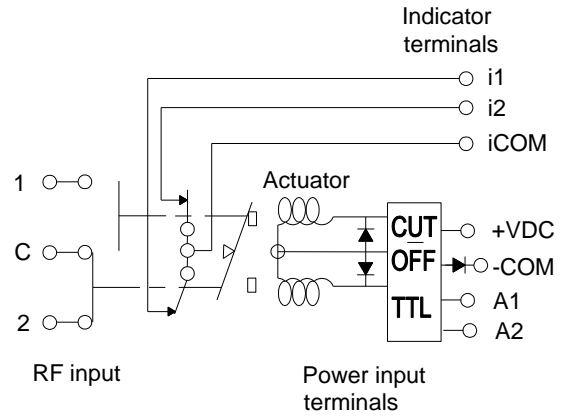 Indicator
terminals
i1
i2
iCOM
1
Actuator
CUT
OFF
TTL
+VDC
C
-COM
A1
2
A2
RF input
Power input
terminals